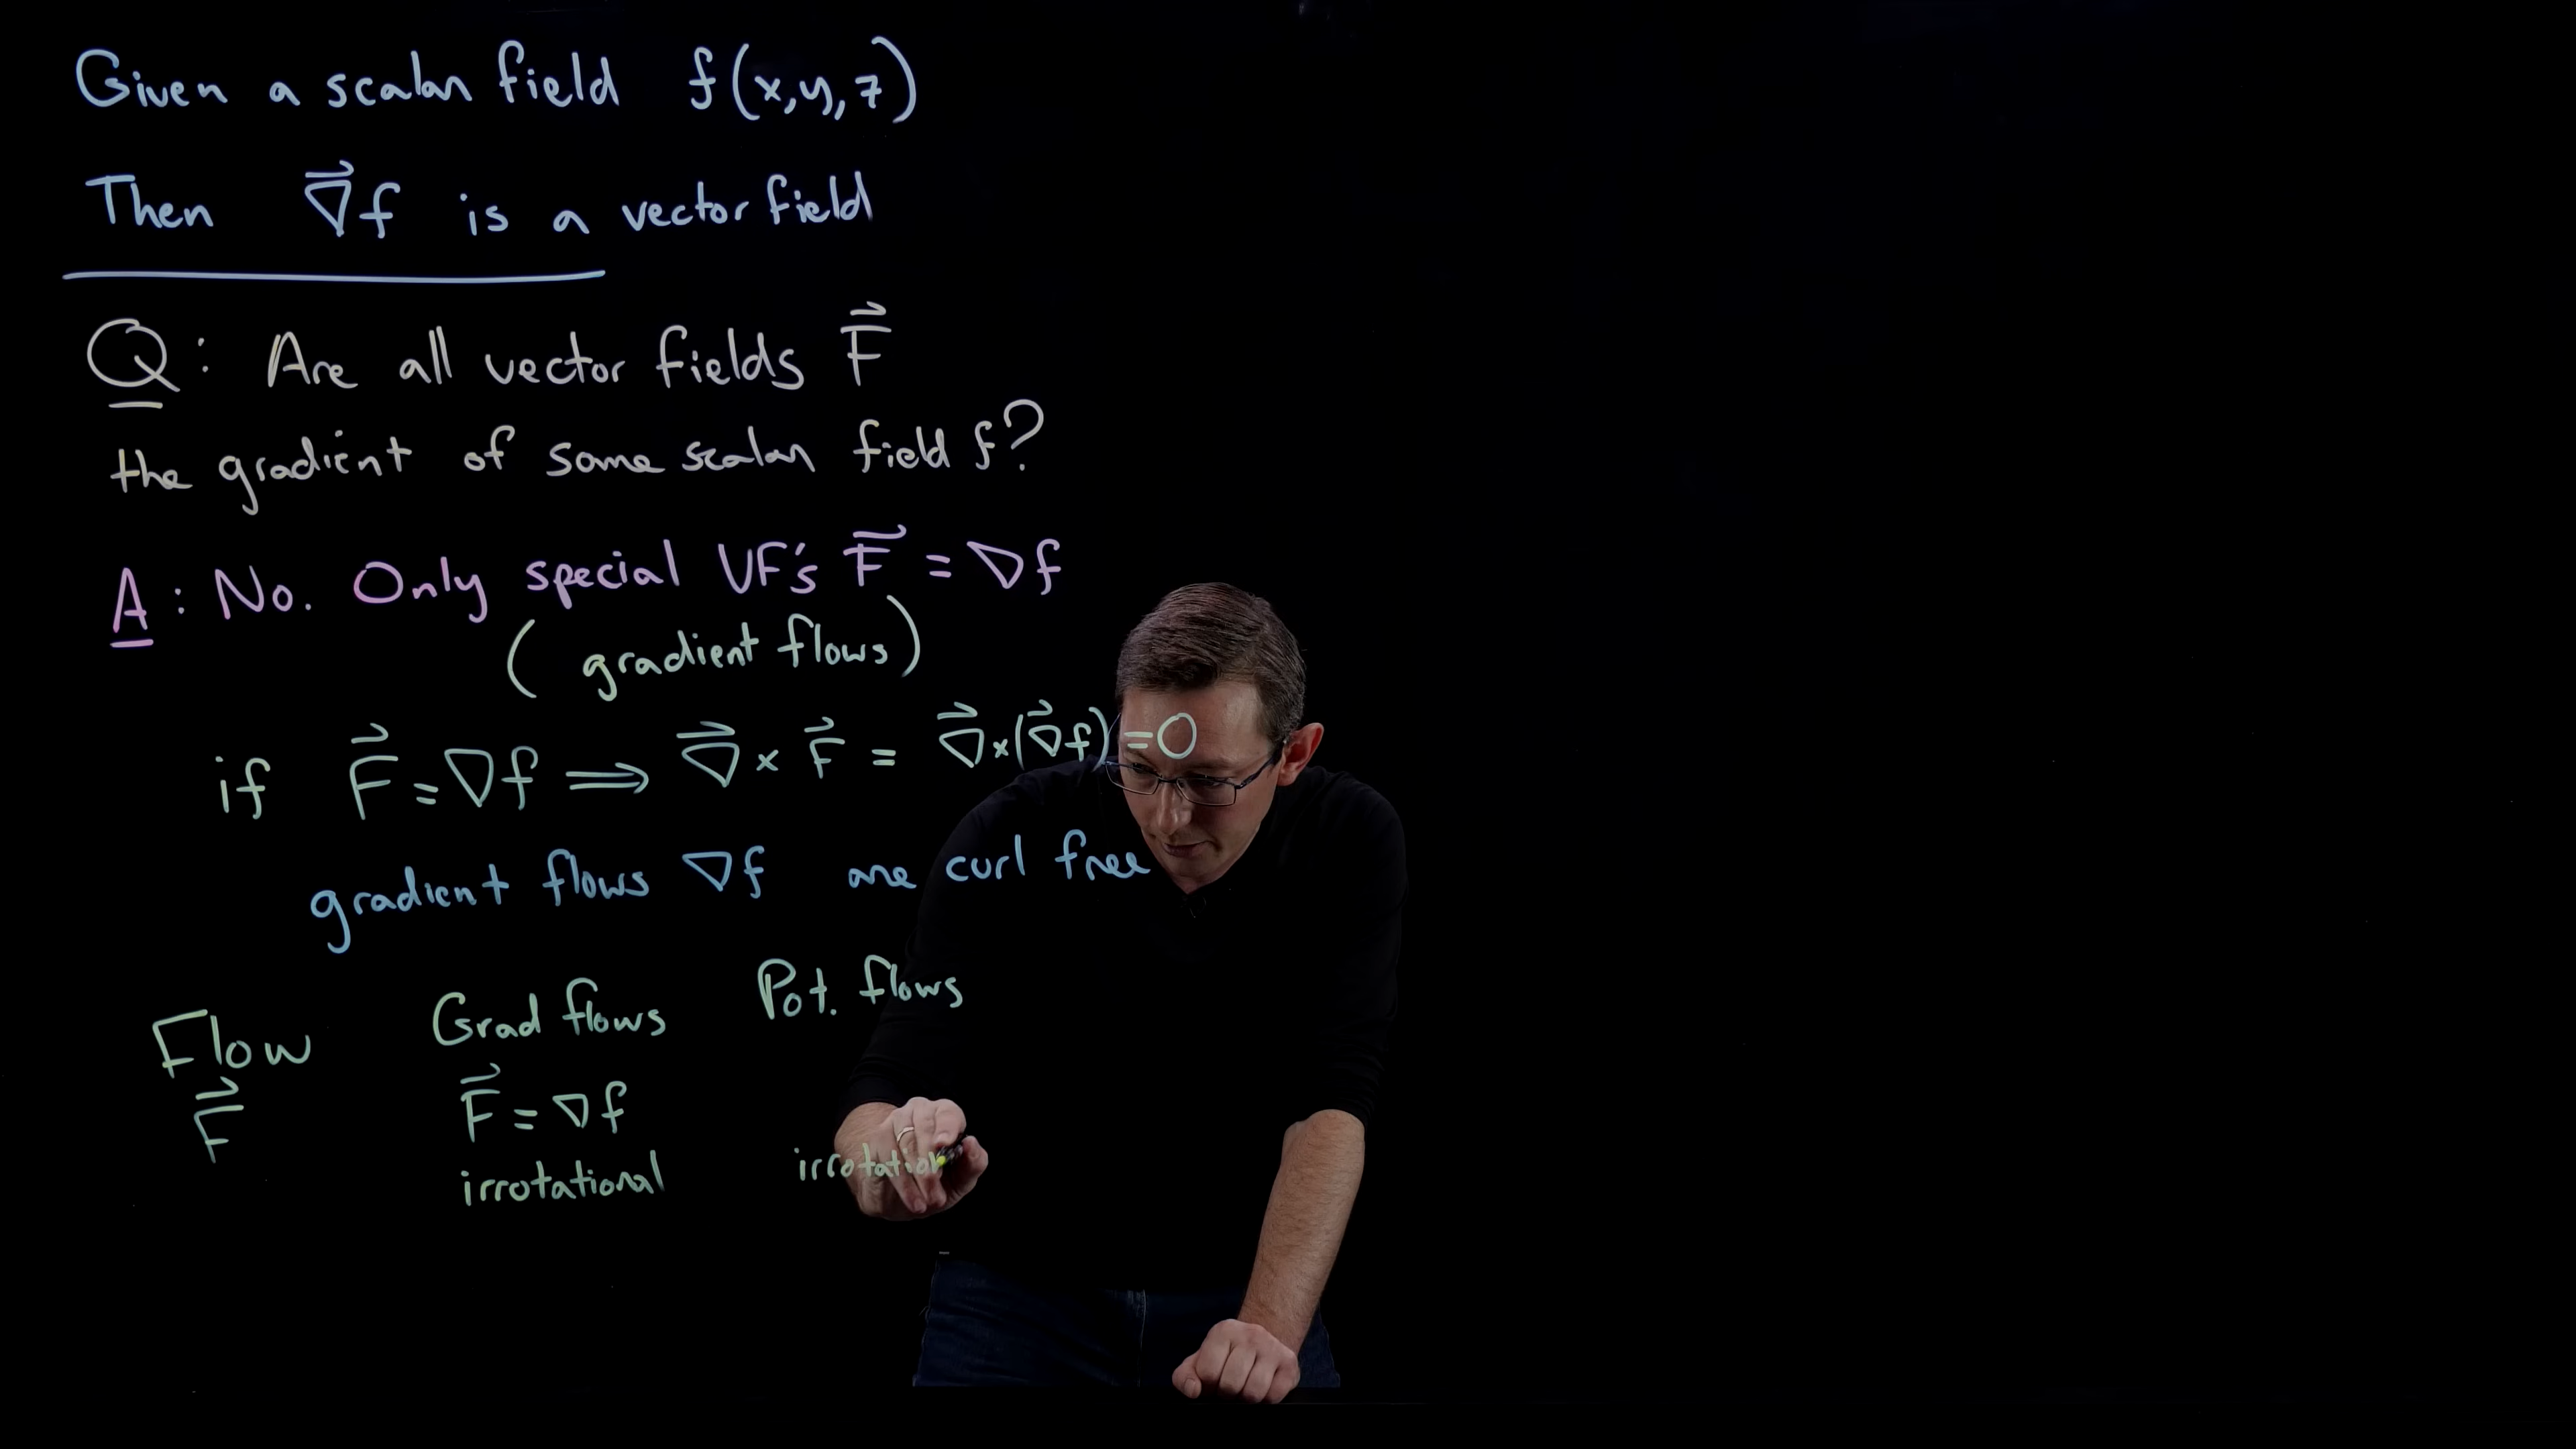 Given a scalar field f(x,y,z)
Then ∇⃗f is a vector field
Q: Are all vector fields F⃗
the gradient of some scalar field f?
A: No. Only special VF's F⃗ = ∇f
(gradient flows)
if F⃗ = ∇f ⟹ ∇⃗ × F⃗ = ∇⃗×(∇⃗f) = 0
gradient flows ∇f are curl free
Flow Grad flows Pot. flows
F⃗ F⃗ = ∇f
irrotational irrotation